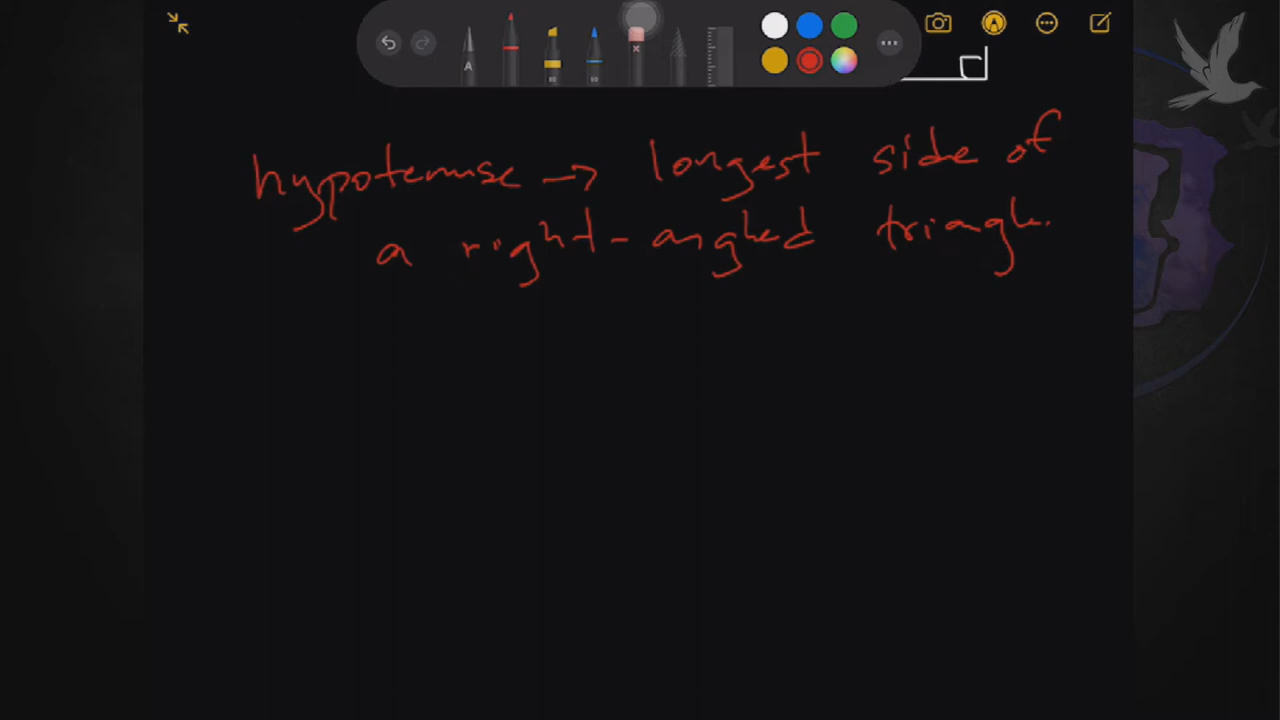 hypotenuse → longest side of
a right-angled triangle.